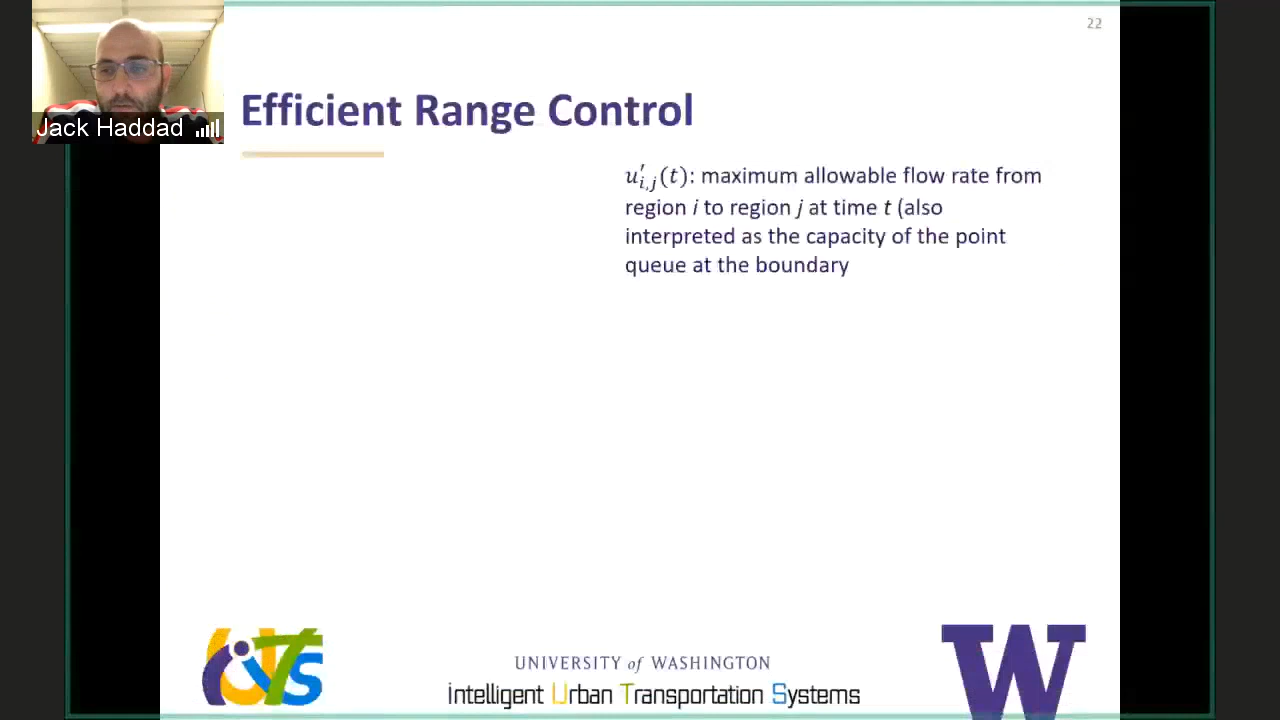 22
Jack Haddad
Efficient Range Control
u′i,j(t): maximum allowable flow rate from
region i to region j at time t (also
interpreted as the capacity of the point
queue at the boundary
iUTS
UNIVERSITY of WASHINGTON
intelligent Urban Transportation Systems
W